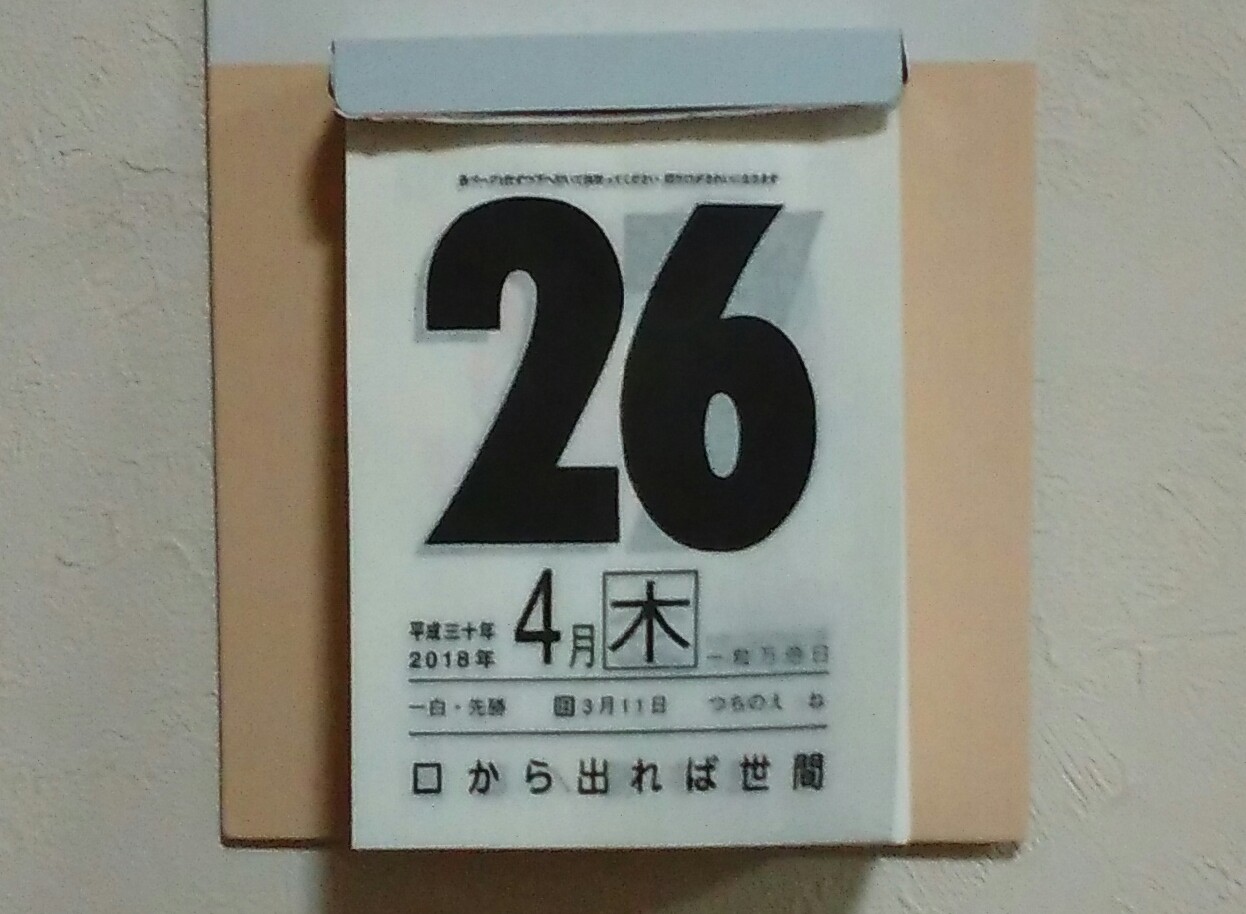 26
平成三十年
2018年
4月 木
一粒万倍日
一白・先勝 旧3月11日 つちのえ ね
口から出れば世間